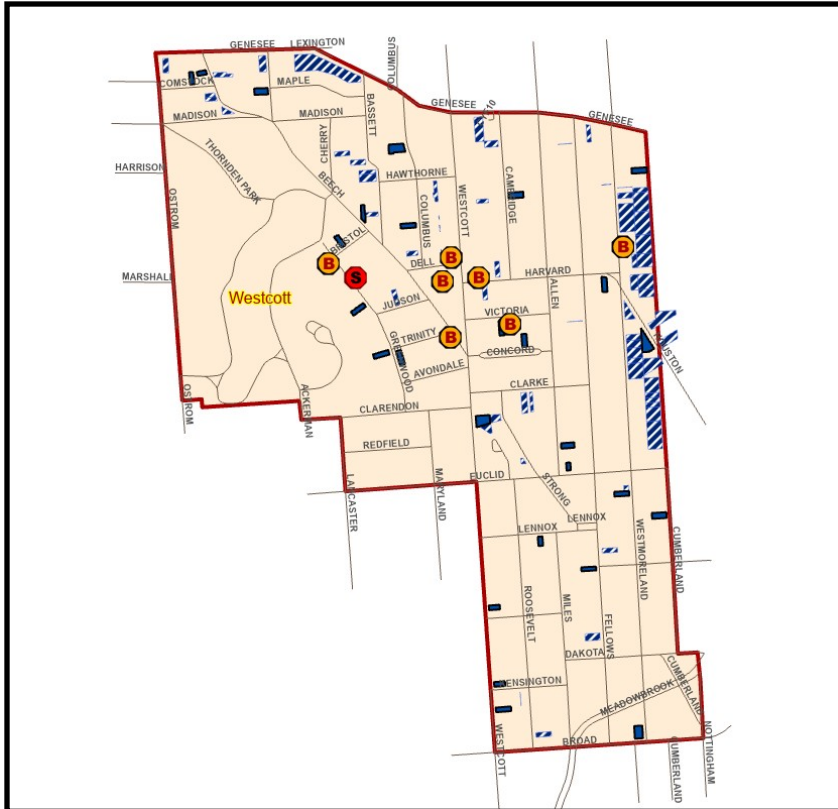 GENESEE
LEXINGTON
COLUMBUS
COMSTOCK
MAPLE
BASSETT
GENESEE
GENESEE
MADISON
MADISON
CHERRY
THORNDEN PARK
HARRISON
OSTROM
BEECH
HAWTHORNE
COLUMBUS
WESTCOTT
CAMBRIDGE
BRISTOL
B
B
B
DELL
B
B
S
HARVARD
MARSHALL
Westcott
JUDSON
ALLEN
VICTORIA
B
TRINITY
B
HOUSTON
CONCORD
GREENWOOD
AVONDALE
CLARKE
OSTROM
ACKERMAN
CLARENDON
REDFIELD
LANCASTER
MARYLAND
EUCLID
STRONG
LENNOX
LENNOX
WESTMORELAND
CUMBERLAND
ROOSEVELT
MILES
FELLOWS
DAKOTA
CUMBERLAND
KENSINGTON
MEADOWBROOK
WESTCOTT
BROAD
CUMBERLAND
NOTTINGHAM